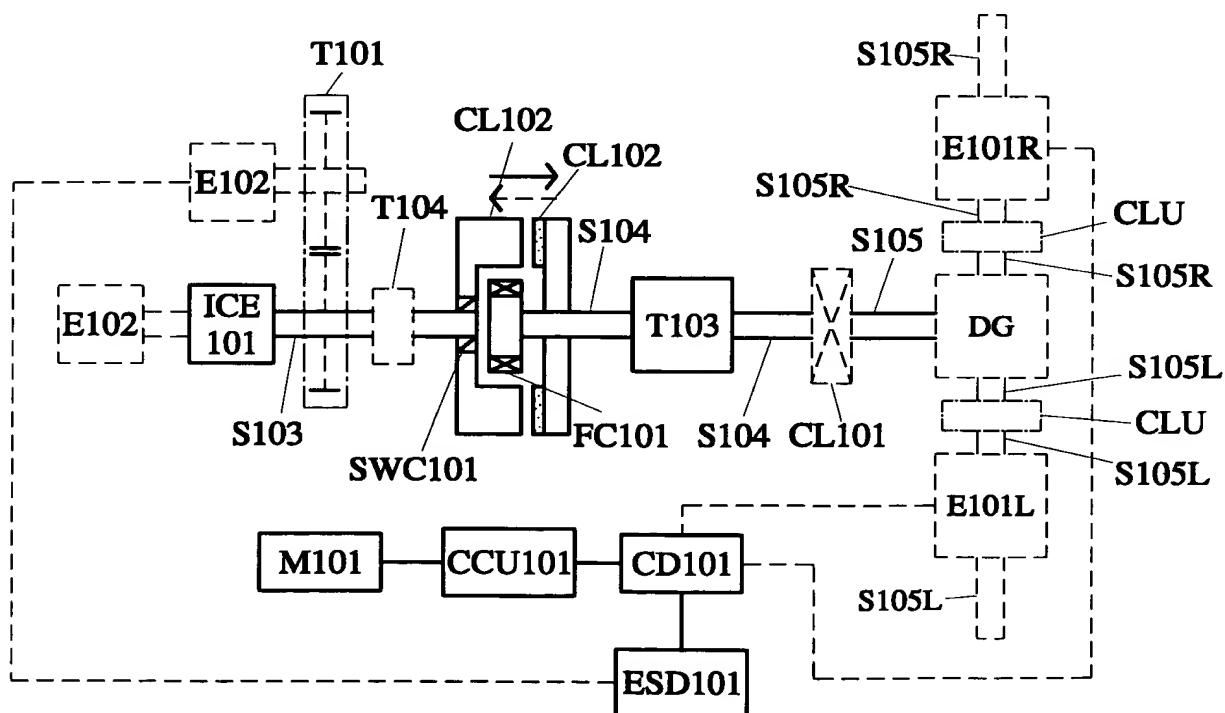 S105R
T101
CL102
CL102
E101R
E102
S105R
CLU
T104
S104
S105
S105R
E102
ICE
101
T103
DG
S105L
S103
FC101
S104
CL101
CLU
SWC101
S105L
E101L
M101
CCU101
CD101
S105L
ESD101